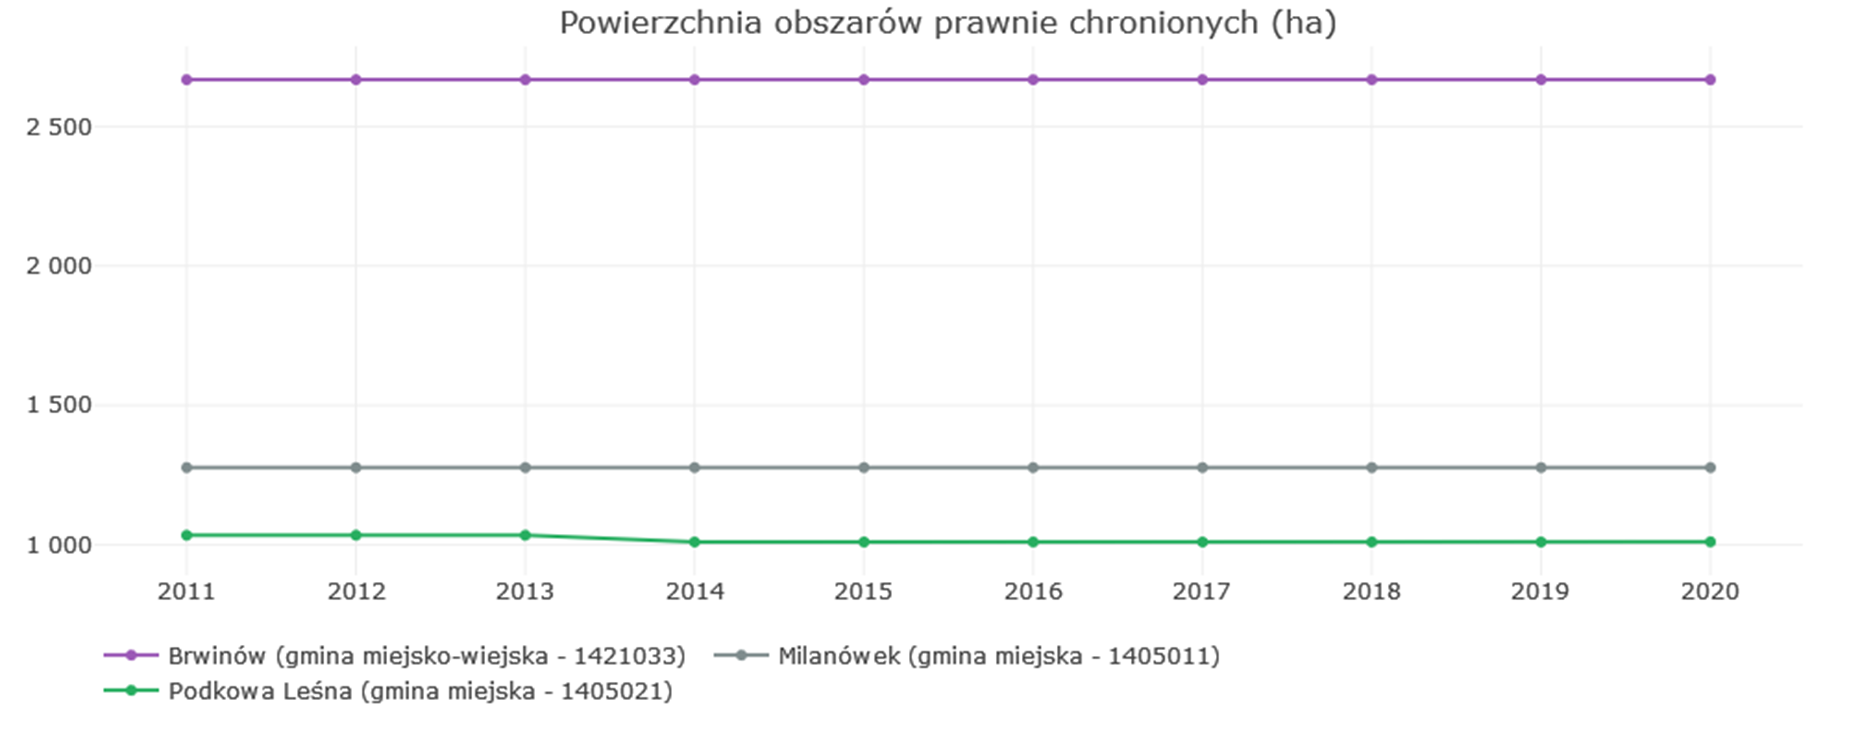 Powierzchnia obszarów prawnie chronionych (ha)
2 500
2 000
1 500
1 000
2011 2012 2013 2014 2015 2016 2017 2018 2019 2020
Brwinów (gmina miejsko-wiejska - 1421033) Milanówek (gmina miejska - 1405011)
Podkowa Leśna (gmina miejska - 1405021)